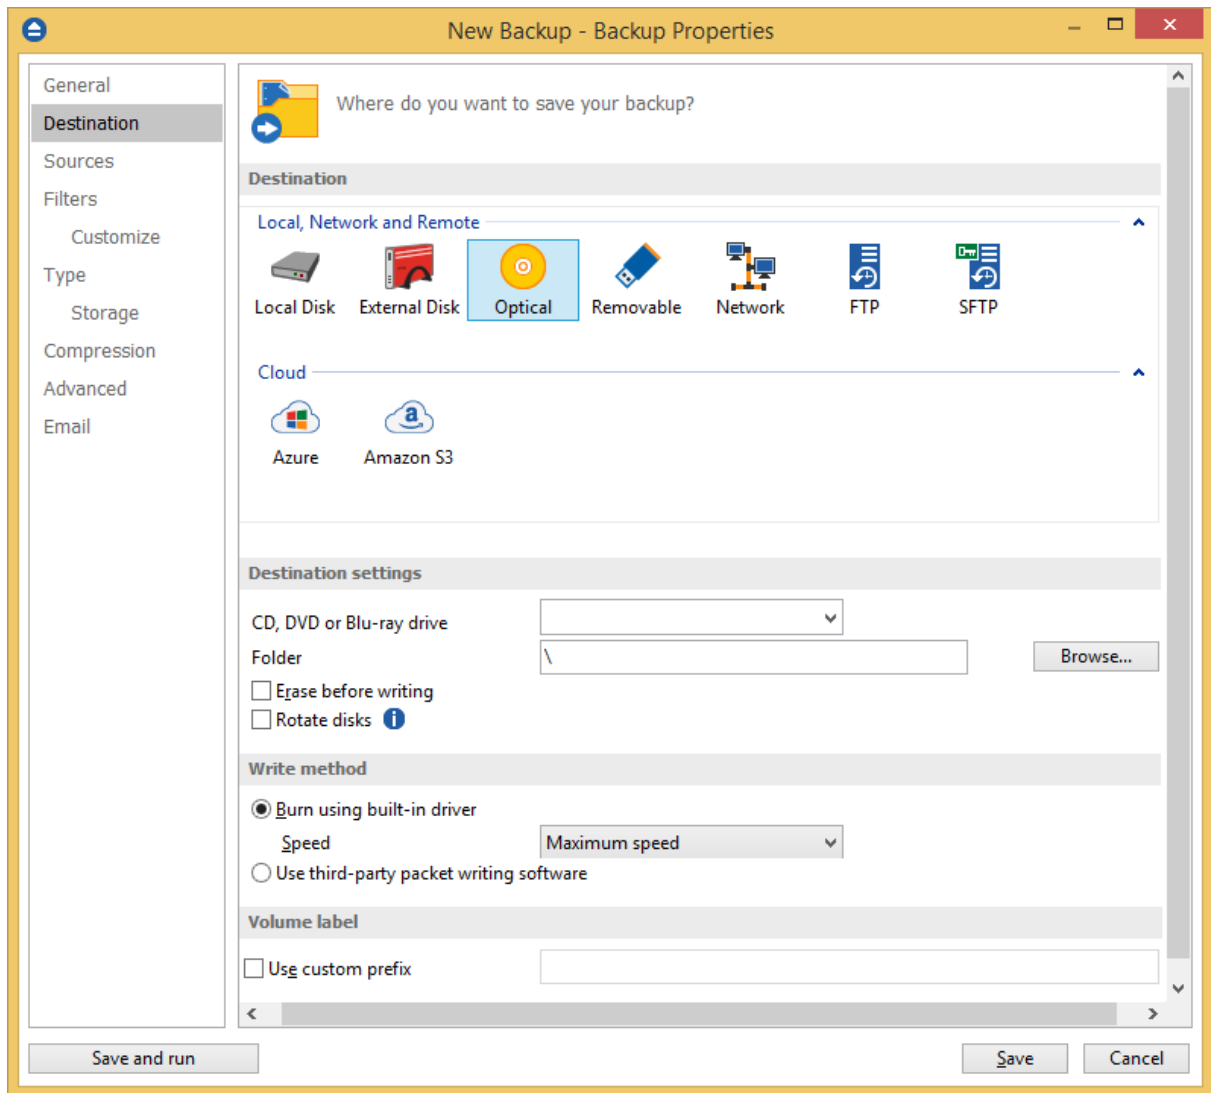 New Backup - Backup Properties
General
Destination
Sources
Filters
Customize
Type
Storage
Compression
Advanced
Email
Where do you want to save your backup?
Destination
Local, Network and Remote
Local Disk External Disk Optical Removable Network FTP SFTP
Cloud
Azure Amazon S3
Destination settings
CD, DVD or Blu-ray drive
Folder \ Browse...
Erase before writing
Rotate disks
Write method
Burn using built-in driver
Speed Maximum speed
Use third-party packet writing software
Volume label
Use custom prefix
Save and run Save Cancel